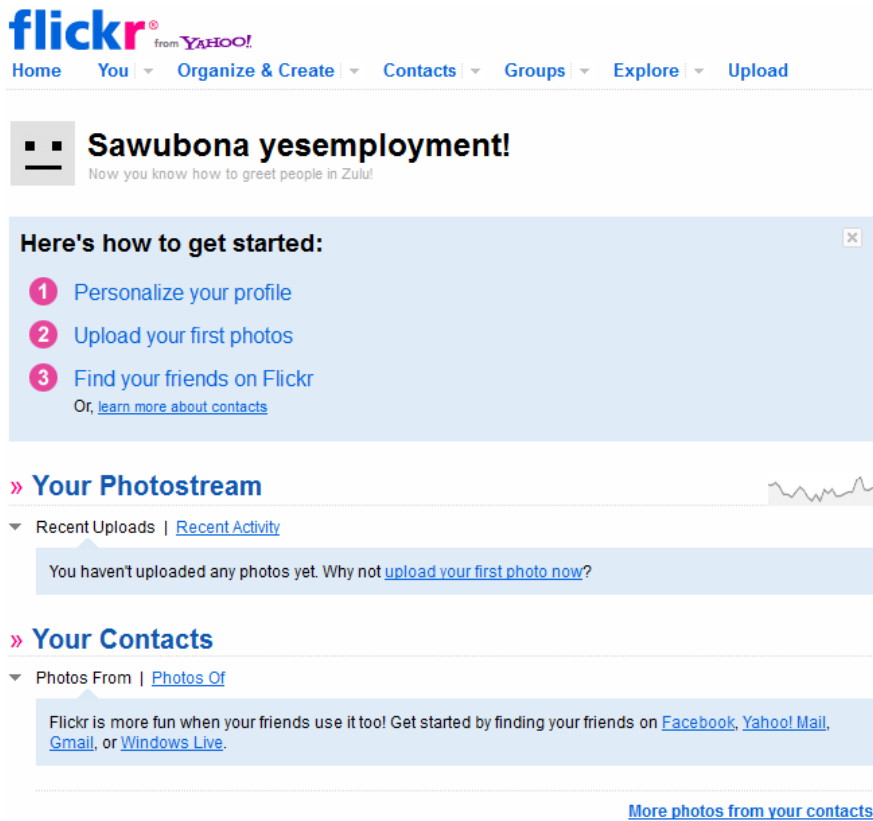 flickr® from YAHOO!
Home You Organize & Create Contacts Groups Explore Upload
Sawubona yesemployment!
Now you know how to greet people in Zulu!
Here's how to get started:
1 Personalize your profile
2 Upload your first photos
3 Find your friends on Flickr
Or, learn more about contacts
» Your Photostream
Recent Uploads | Recent Activity
You haven't uploaded any photos yet. Why not upload your first photo now?
» Your Contacts
Photos From | Photos Of
Flickr is more fun when your friends use it too! Get started by finding your friends on Facebook, Yahoo! Mail,
Gmail, or Windows Live.
More photos from your contacts